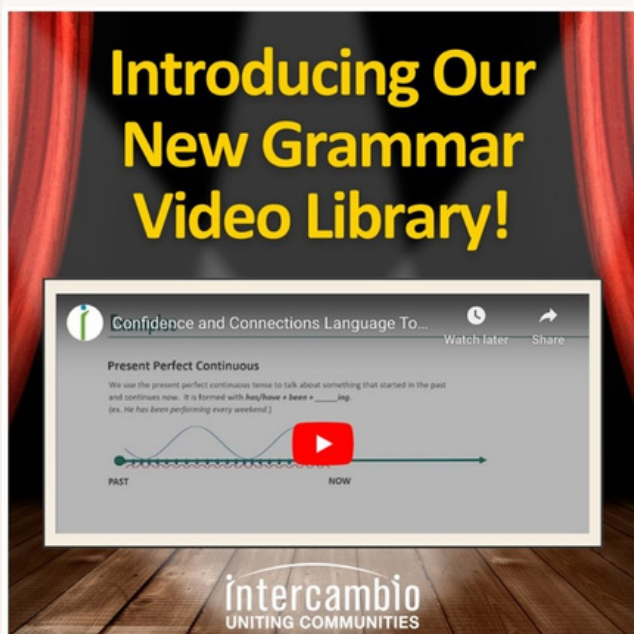 Introducing Our
New Grammar
Video Library!
Confidence and Connections Language To...
Watch later
Share
Present Perfect Continuous
We use the present perfect continuous tense to talk about something that started in the past
and continues now. It is formed with has/have + been + _____ing.
(ex. He has been performing every weekend.)
PAST
NOW
intercambio
UNITING COMMUNITIES